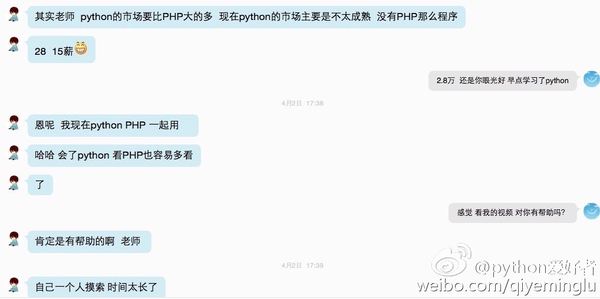 其实老师 python的市场要比PHP大的多 现在python的市场主要是不太成熟 没有PHP那么程序
28 15薪
2.8万 还是你眼光好 早点学习了python
4月2日 17:38
恩呢 我现在python PHP 一起用
哈哈 会了python 看PHP也容易多看
了
感觉 看我的视频 对你有帮助吗?
肯定是有帮助的啊 老师
4月2日 17:39
自己一个人摸索 时间太长了
@python爱好者
weibo.com/qiyeminglu